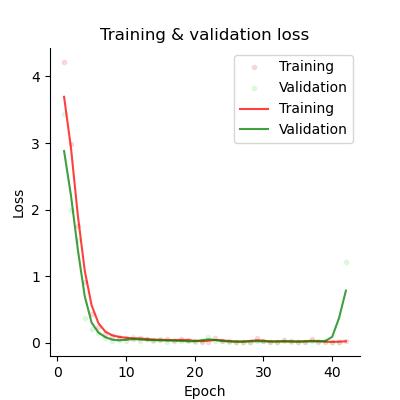 Training & validation loss
Training
Validation
Training
Validation
Loss
4
3
2
1
0
0
10
20
30
40
Epoch